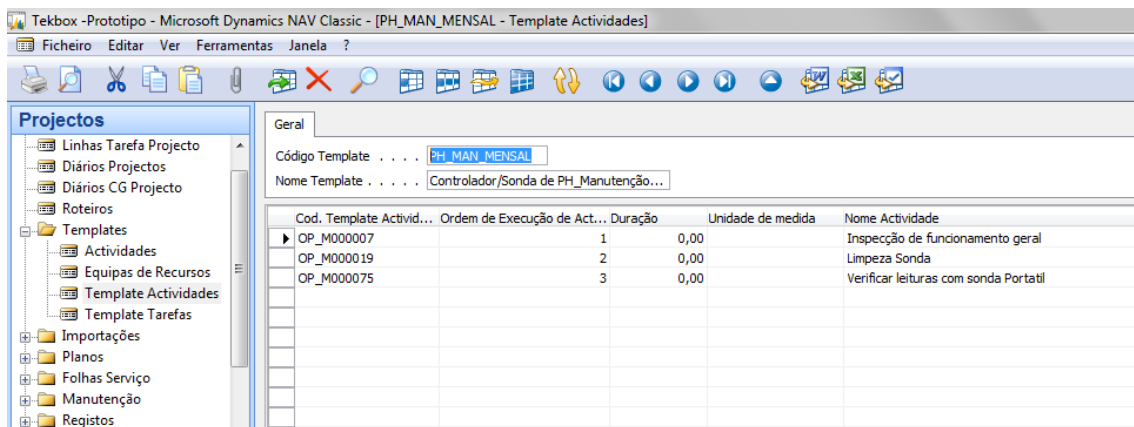 Tekbox -Prototipo - Microsoft Dynamics NAV Classic - [PH_MAN_MENSAL - Template Actividades]
Ficheiro Editar Ver Ferramentas Janela ?
Projectos
Linhas Tarefa Projecto
Diários Projectos
Diários CG Projecto
Roteiros
Templates
Actividades
Equipas de Recursos
Template Actividades
Template Tarefas
Importações
Planos
Folhas Serviço
Manutenção
Registos
Geral
Código Template . . . . PH_MAN_MENSAL
Nome Template . . . . . Controlador/Sonda de PH_Manutenção...
Cod. Template Activid... Ordem de Execução de Act... Duração Unidade de medida Nome Actividade
OP_M000007 1 0,00 Inspecção de funcionamento geral
OP_M000019 2 0,00 Limpeza Sonda
OP_M000075 3 0,00 Verificar leituras com sonda Portatil